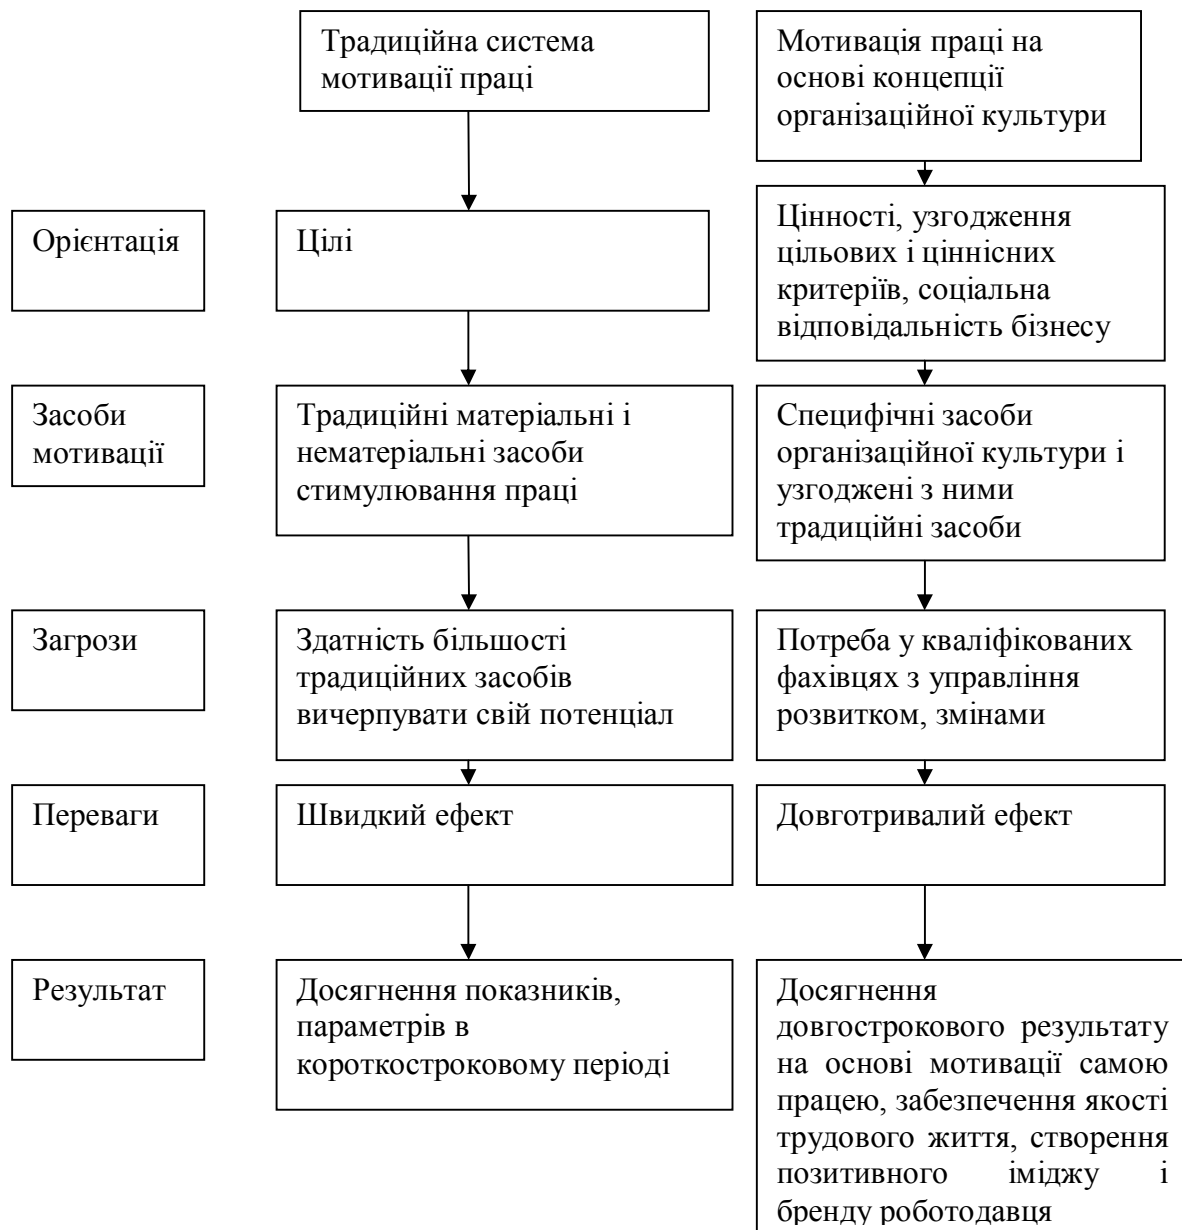 Традиційна система
мотивації праці
Мотивація праці на
основі концепції
організаційної культури
Орієнтація
Цілі
Цінності, узгодження
цільових і ціннісних
критеріїв, соціальна
відповідальність бізнесу
Засоби
мотивації
Традиційні матеріальні і
нематеріальні засоби
стимулювання праці
Специфічні засоби
організаційної культури і
узгоджені з ними
традиційні засоби
Загрози
Здатність більшості
традиційних засобів
вичерпувати свій потенціал
Потреба у кваліфікованих
фахівцях з управління
розвитком, змінами
Переваги
Швидкий ефект
Довготривалий ефект
Результат
Досягнення показників,
параметрів в
короткостроковому періоді
Досягнення
довгострокового результату
на основі мотивації самою
працею, забезпечення якості
трудового життя, створення
позитивного іміджу і
бренду роботодавця